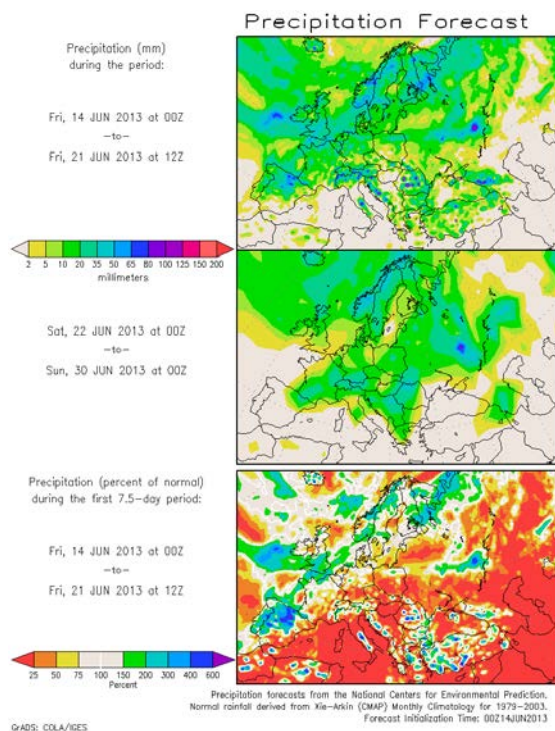 Precipitation Forecast
Precipitation (mm)
during the period:
Fri, 14 JUN 2013 at 00Z
—to—
Fri, 21 JUN 2013 at 12Z
2 5 10 20 35 50 65 80 100 125 150 200
millimeters
Sat, 22 JUN 2013 at 00Z
—to—
Sun, 30 JUN 2013 at 00Z
Precipitation (percent of normal)
during the first 7.5-day period:
Fri, 14 JUN 2013 at 00Z
—to—
Fri, 21 JUN 2013 at 12Z
25 50 75 100 150 200 300 400 600
Percent
Precipitation forecasts from the National Centers for Environmental Prediction.
Normal rainfall derived from Xie-Arkin (CMAP) Monthly Climatology for 1979-2003.
Forecast Initialization Time: 00Z14JUN2013
GrADS: COLA/IGES